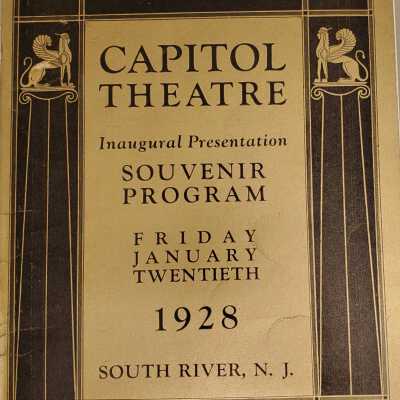 CAPITOL
THEATRE
Inaugural Presentation
SOUVENIR
PROGRAM
FRIDAY
JANUARY
TWENTIETH
1928
SOUTH RIVER, N. J.